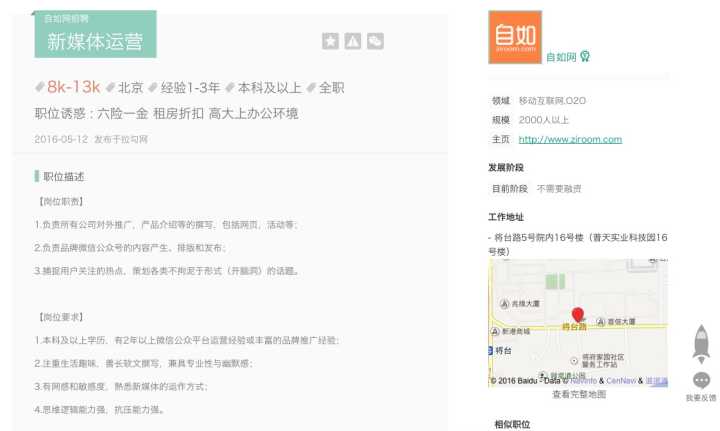 自如网招聘
新媒体运营
8k-13k 北京 经验1-3年 本科及以上 全职
职位诱惑 : 六险一金 租房折扣 高大上办公环境
2016-05-12 发布于拉勾网
职位描述
【岗位职责】
1.负责所有公司对外推广，产品介绍等的撰写，包括网页，活动等；
2.负责品牌微信公众号的内容产生、排版和发布；
3.捕捉用户关注的热点，策划各类不拘泥于形式（开脑洞）的话题。
【岗位要求】
1.本科及以上学历，有2年以上微信公众平台运营经验或丰富的品牌推广经验；
2.注重生活趣味，善长软文撰写，兼具专业性与幽默感；
3.有网感和敏感度，熟悉新媒体的运作方式；
4.思维逻辑能力强，抗压能力强。
自如
ziroom.com
自如网
领域 移动互联网,O2O
规模 2000人以上
主页 http://www.ziroom.com
发展阶段
目前阶段 不需要融资
工作地址
- 将台路5号院内16号楼（普天实业科技园16
号楼）
兆维大厦
将台路
首信大厦
新港商城
将台
将府家园社区
服务工作站
© 2016 Baidu - Data © NavInfo & CenNavi & 道道通
查看完整地图
相似职位
我要反馈